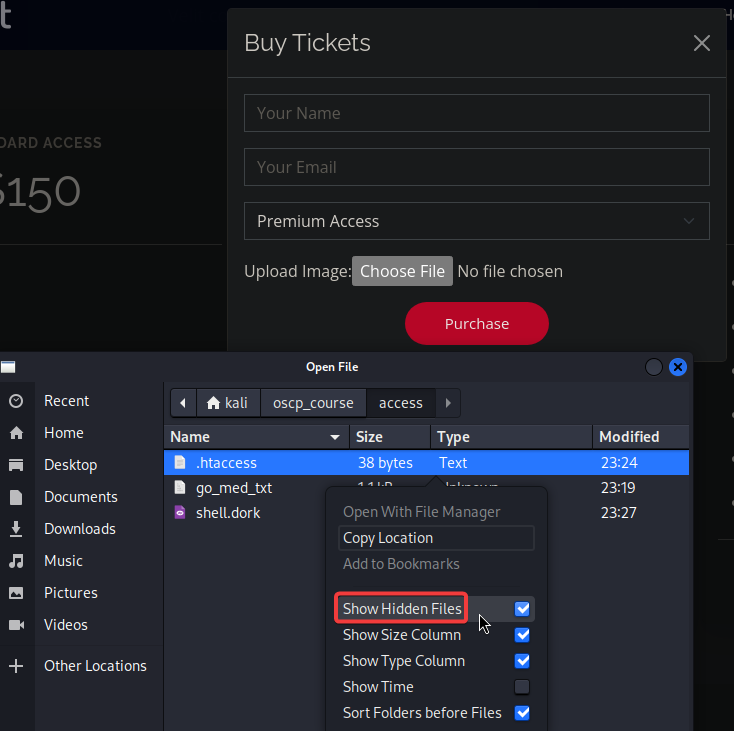 t
Buy Tickets
Your Name
Your Email
DARD ACCESS
$150
Premium Access
Upload Image: Choose File No file chosen
Purchase
Open File
Recent
Home
Desktop
Documents
Downloads
Music
Pictures
Videos
Other Locations
kali oscp_course access
Name Size Type Modified
.htaccess 38 bytes Text 23:24
go_med_txt 23:19
shell.dork 23:27
Open With File Manager
Copy Location
Add to Bookmarks
Show Hidden Files
Show Size Column
Show Type Column
Show Time
Sort Folders before Files